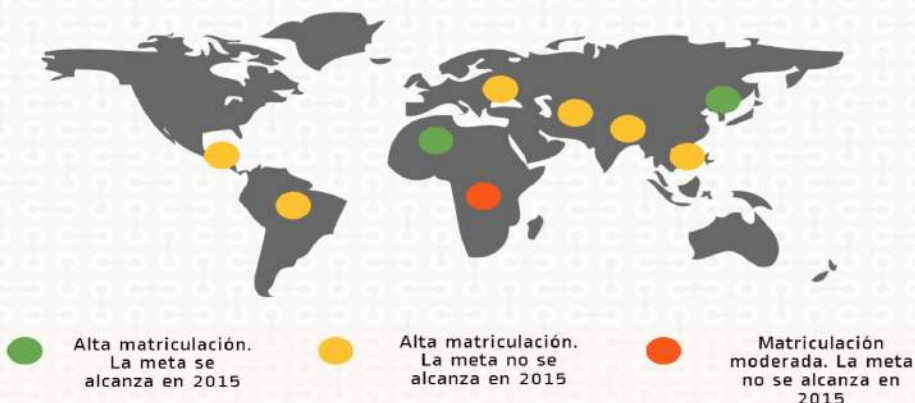 Alta matriculación.
La meta se
alcanza en 2015
Alta matriculación.
La meta no se
alcanza en 2015
Matriculación
moderada. La meta
no se alcanza en
2015